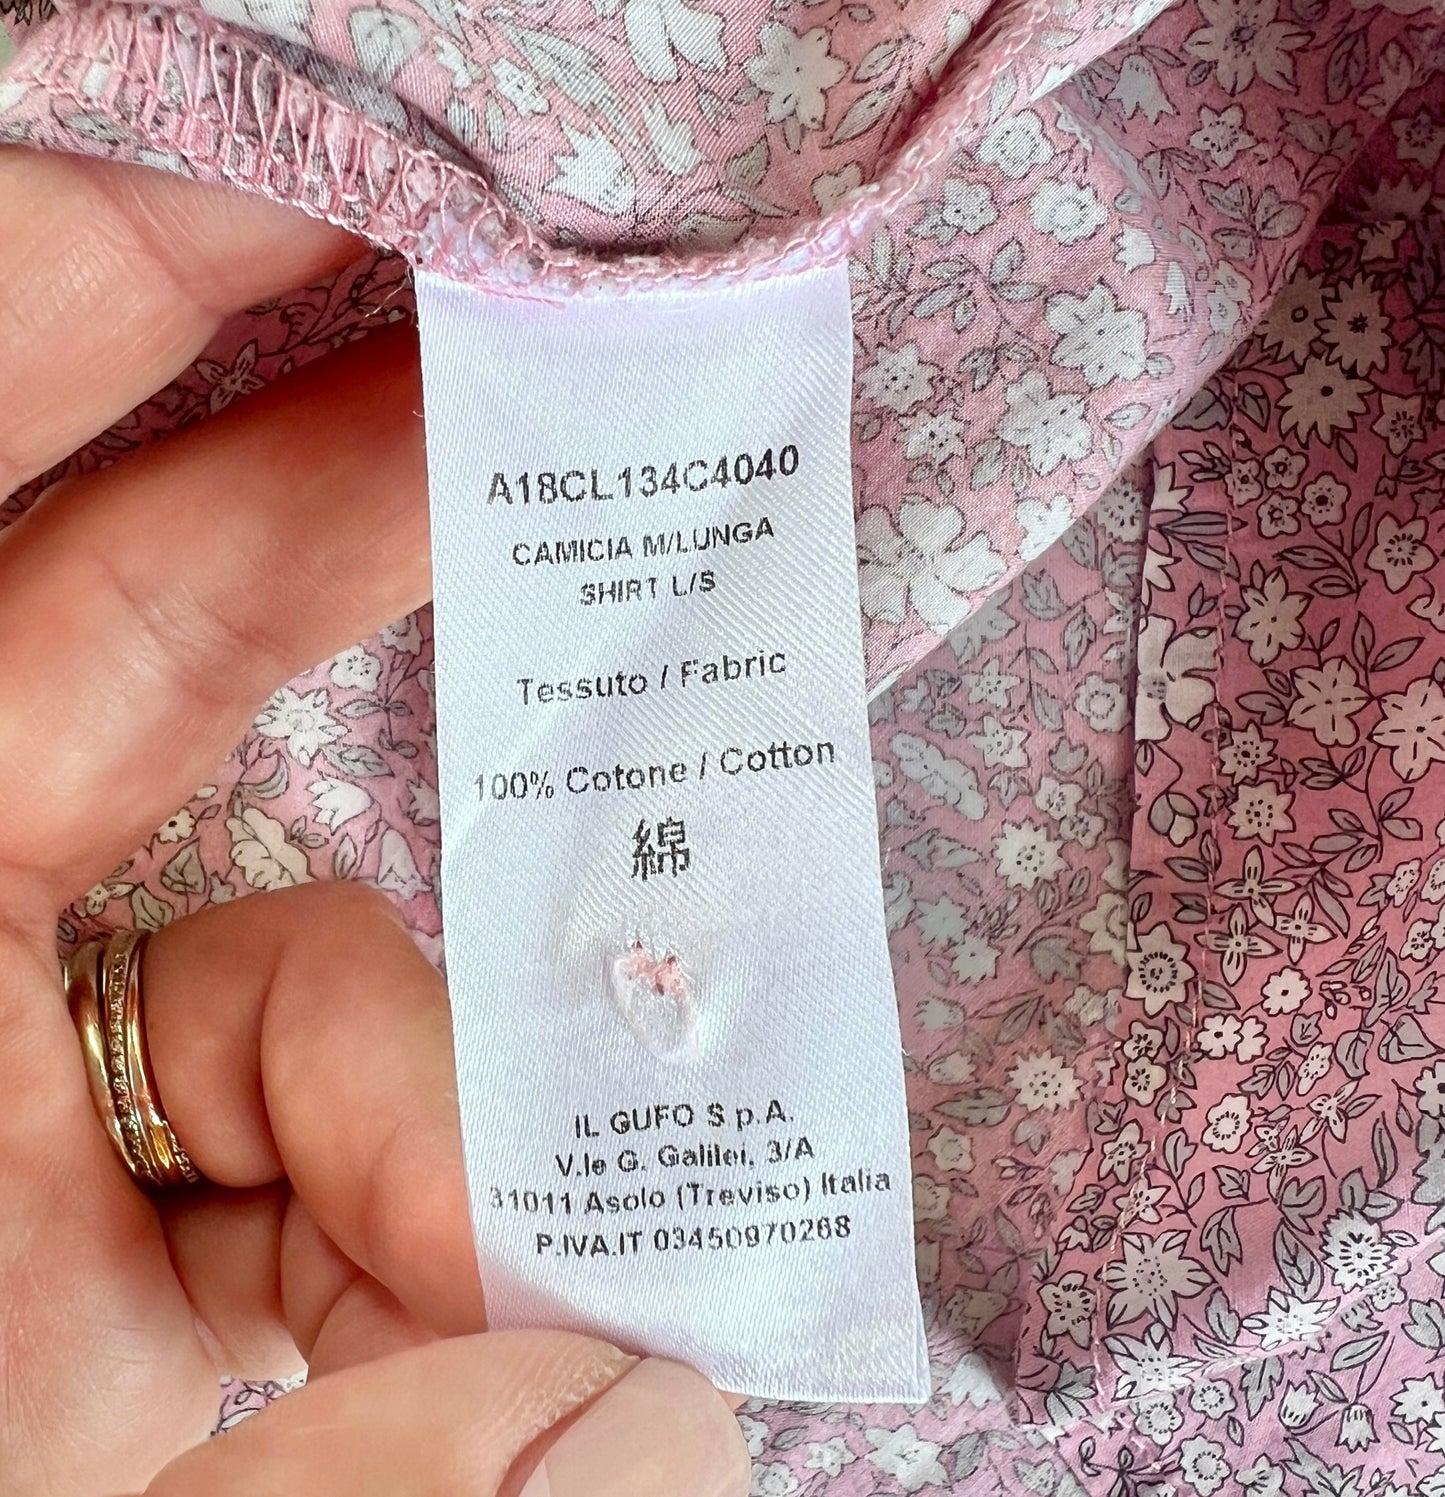 A18CL134C4040
CAMICIA M/LUNGA
SHIRT L/S
Tessuto / Fabric
100% Cotone / Cotton
綿
IL GUFO S.p.A.
V.le G. Galilei, 3/A
31011 Asolo (Treviso) Italia
P.IVA.IT 03450970268